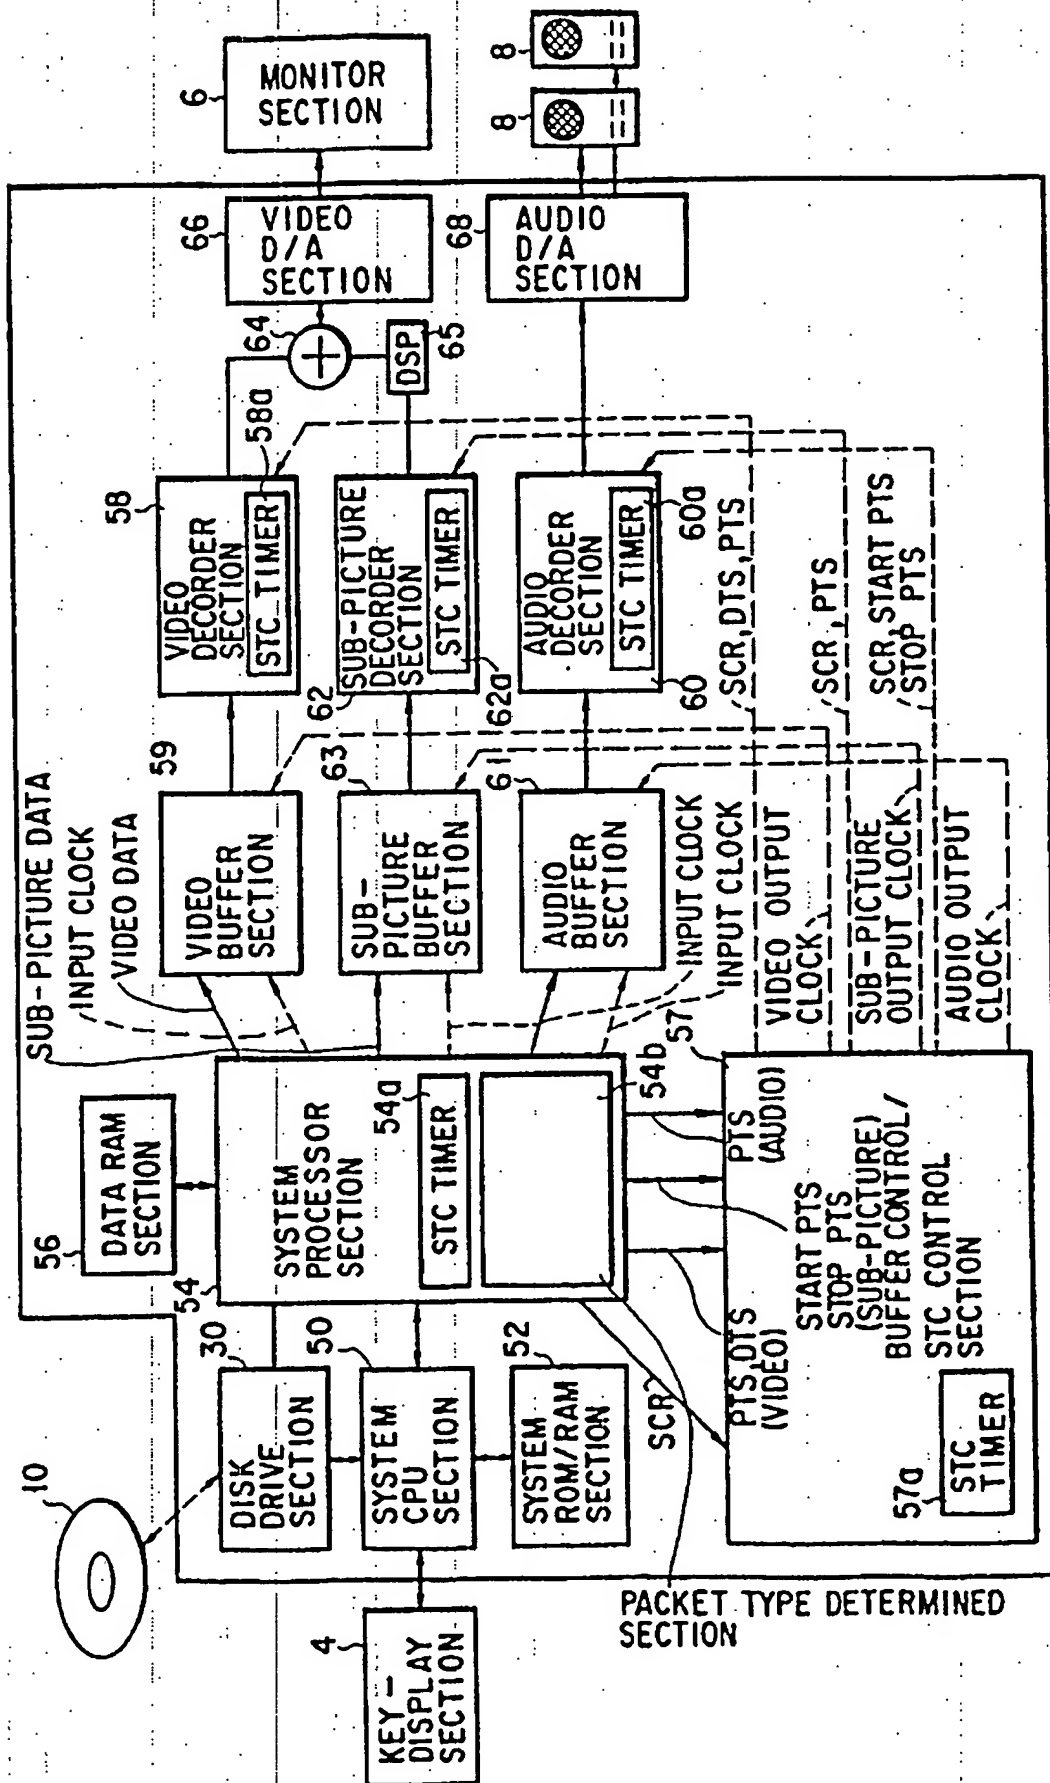 10
4
KEY-
DISPLAY
SECTION
30
DISK
DRIVE
SECTION
50
SYSTEM
CPU
SECTION
52
SYSTEM
ROM/RAM
SECTION
56
DATA RAM
SECTION
54
SYSTEM
PROCESSOR
SECTION
54a
STC TIMER
54b
PACKET TYPE DETERMINED
SECTION
SCR
PTS,DTS
(VIDEO)
START PTS
STOP PTS
(SUB-PICTURE)
PTS
(AUDIO)
57
BUFFER CONTROL/
STC CONTROL
SECTION
57a
STC
TIMER
SUB-PICTURE DATA
INPUT CLOCK
VIDEO DATA
59
VIDEO
BUFFER
SECTION
63
SUB-
PICTURE
BUFFER
SECTION
61
AUDIO
BUFFER
SECTION
INPUT CLOCK
INPUT CLOCK
VIDEO OUTPUT
CLOCK
SUB-PICTURE
OUTPUT CLOCK
AUDIO OUTPUT
CLOCK
58
VIDEO
DECORDER
SECTION
STC TIMER
58a
62
SUB-PICTURE
DECORDER
SECTION
STC TIMER
62a
AUDIO
DECORDER
SECTION
STC TIMER
60a
60
SCR,DTS,PTS
SCR,PTS
SCR,START PTS
STOP PTS
64
DSP
65
66
VIDEO
D/A
SECTION
68
AUDIO
D/A
SECTION
6
MONITOR
SECTION
8
8